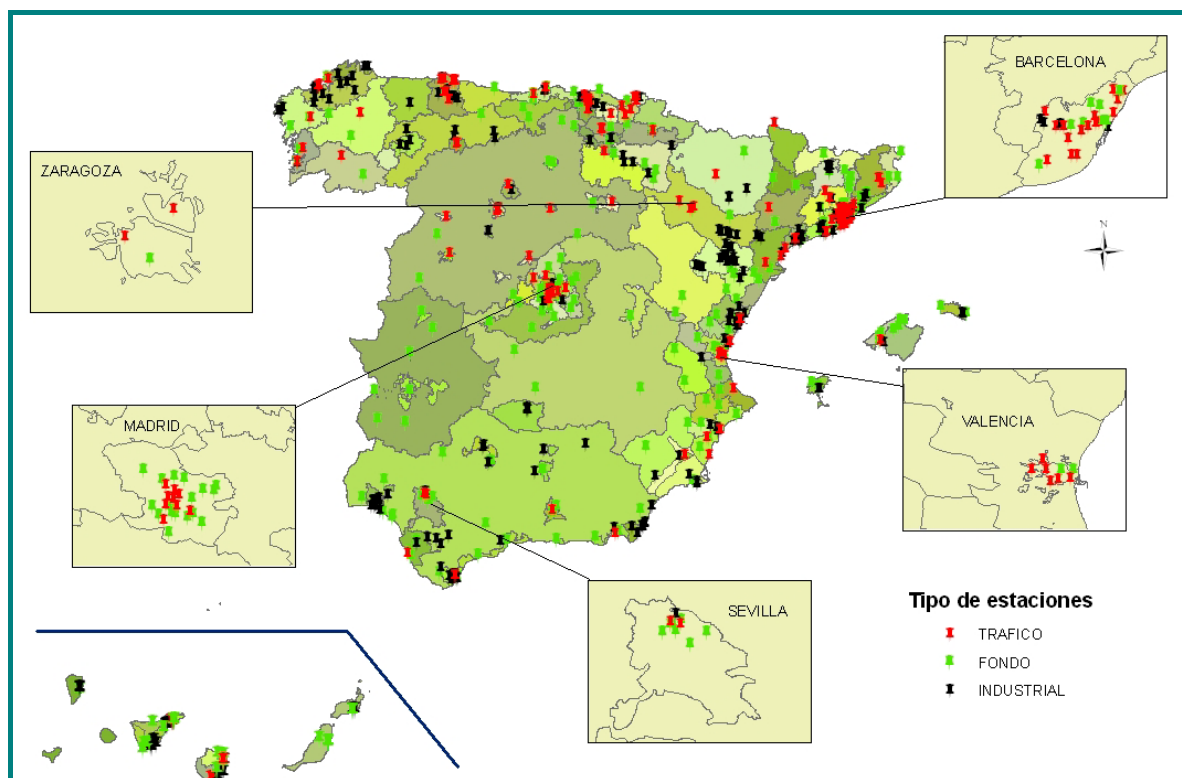 BARCELONA
ZARAGOZA
MADRID
VALENCIA
SEVILLA
Tipo de estaciones
TRAFICO
FONDO
INDUSTRIAL